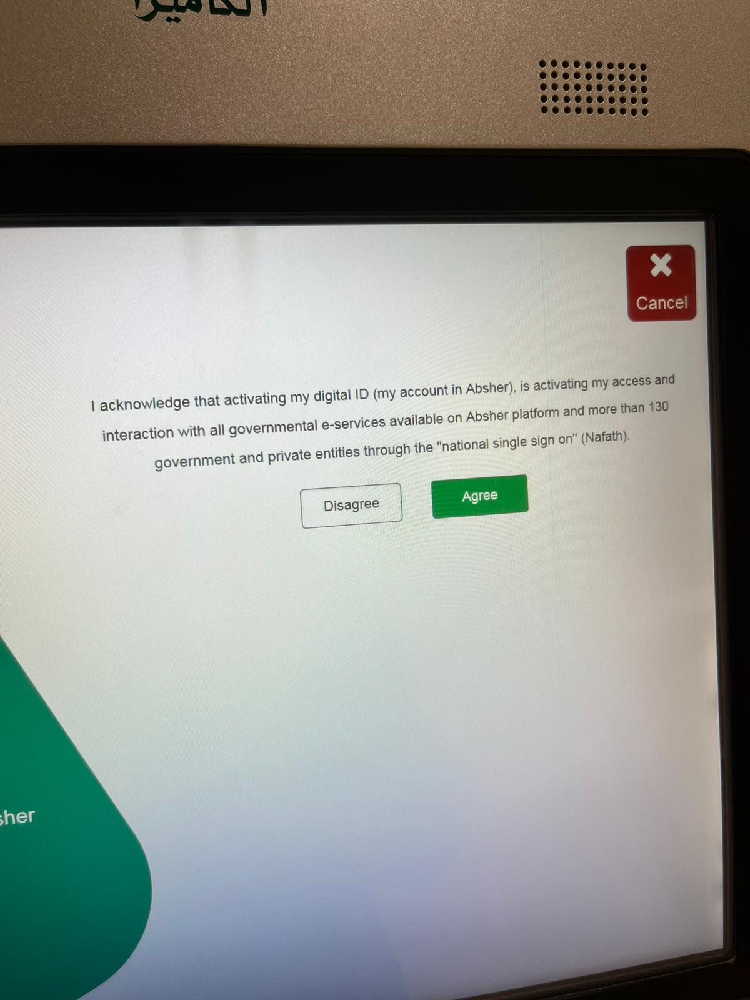 الكاميرا
Cancel
I acknowledge that activating my digital ID (my account in Absher), is activating my access and
interaction with all governmental e-services available on Absher platform and more than 130
government and private entities through the "national single sign on" (Nafath).
Disagree
Agree
sher